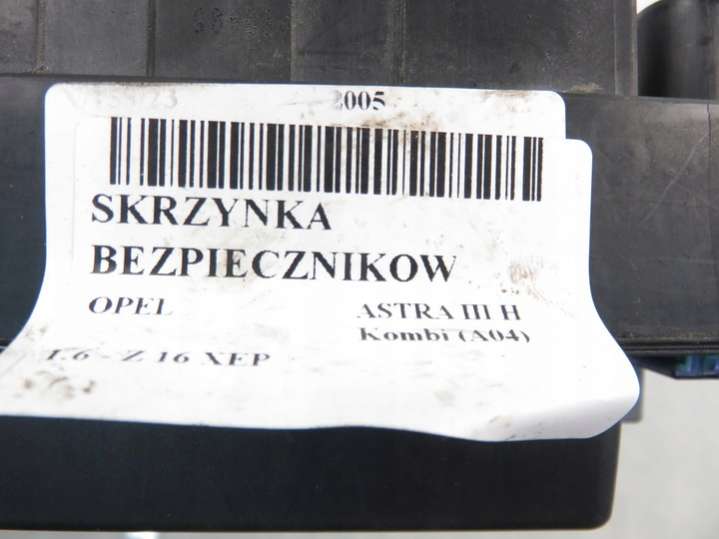 2005
SKRZYNKA
BEZPIECZNIKOW
OPEL ASTRA III H
Kombi (A04)
1.6 - Z 16 XEP